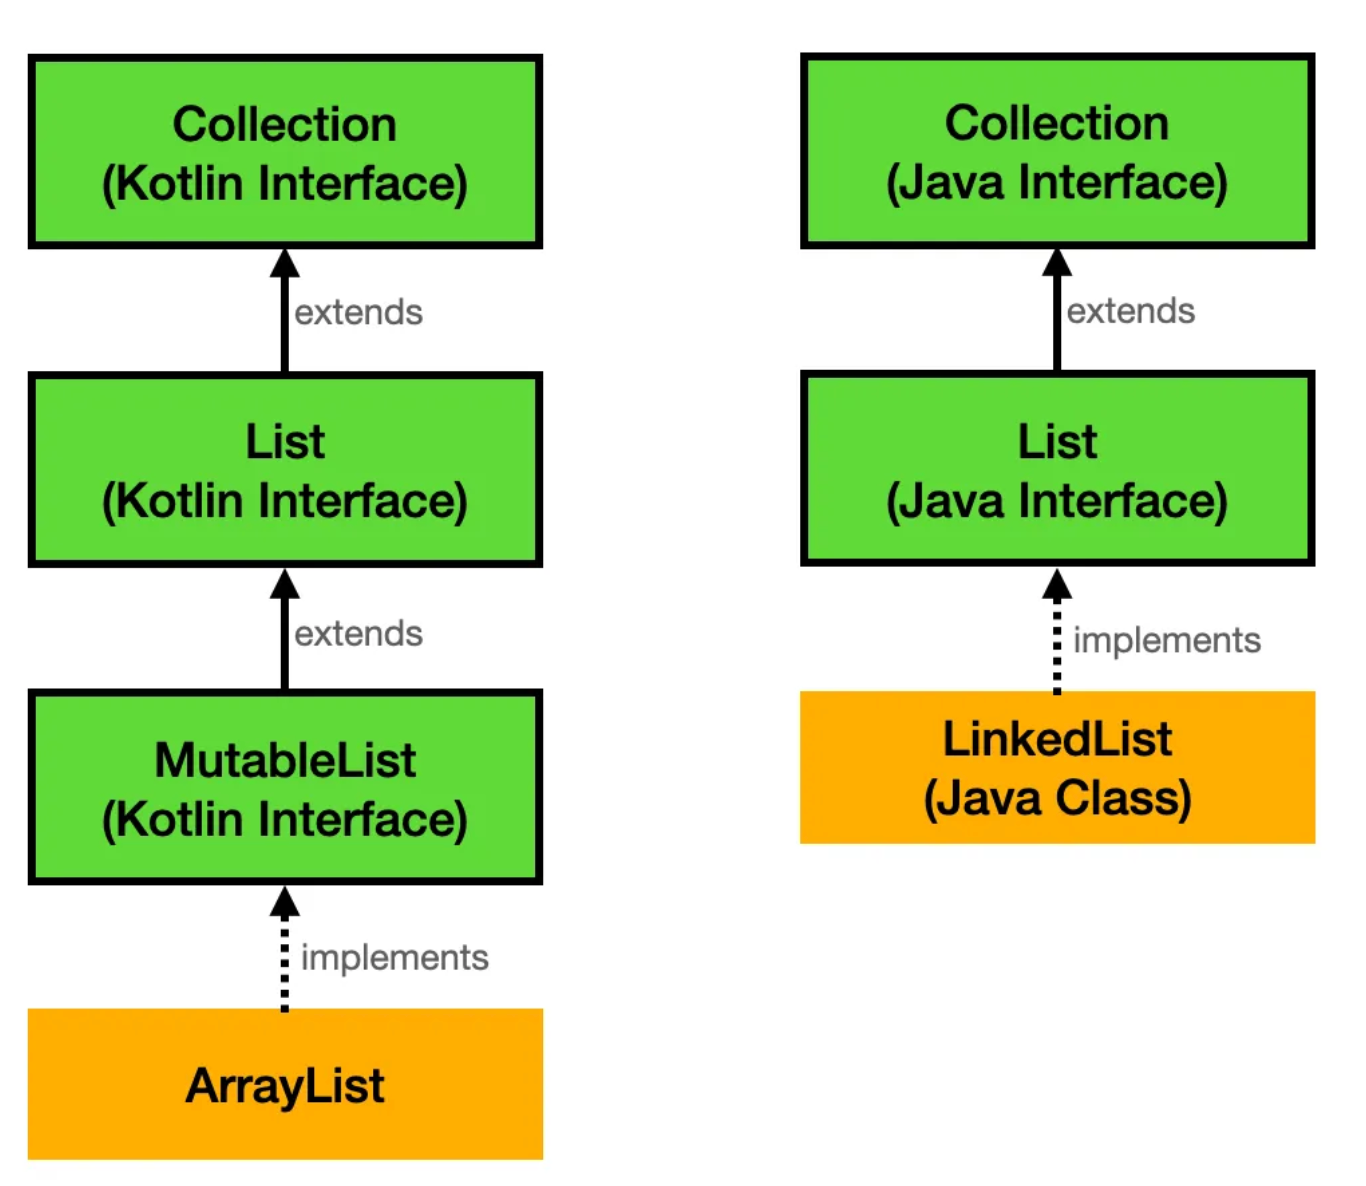 Collection
(Kotlin Interface)
extends
List
(Kotlin Interface)
extends
MutableList
(Kotlin Interface)
implements
ArrayList
Collection
(Java Interface)
extends
List
(Java Interface)
implements
LinkedList
(Java Class)